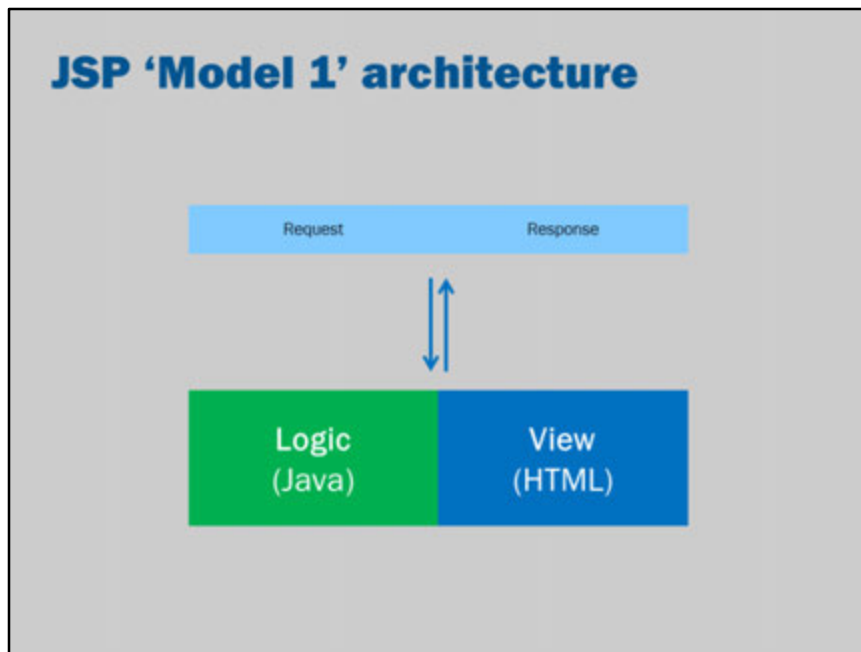 JSP ‘Model 1’ architecture
Request Response
Logic View
(Java) (HTML)